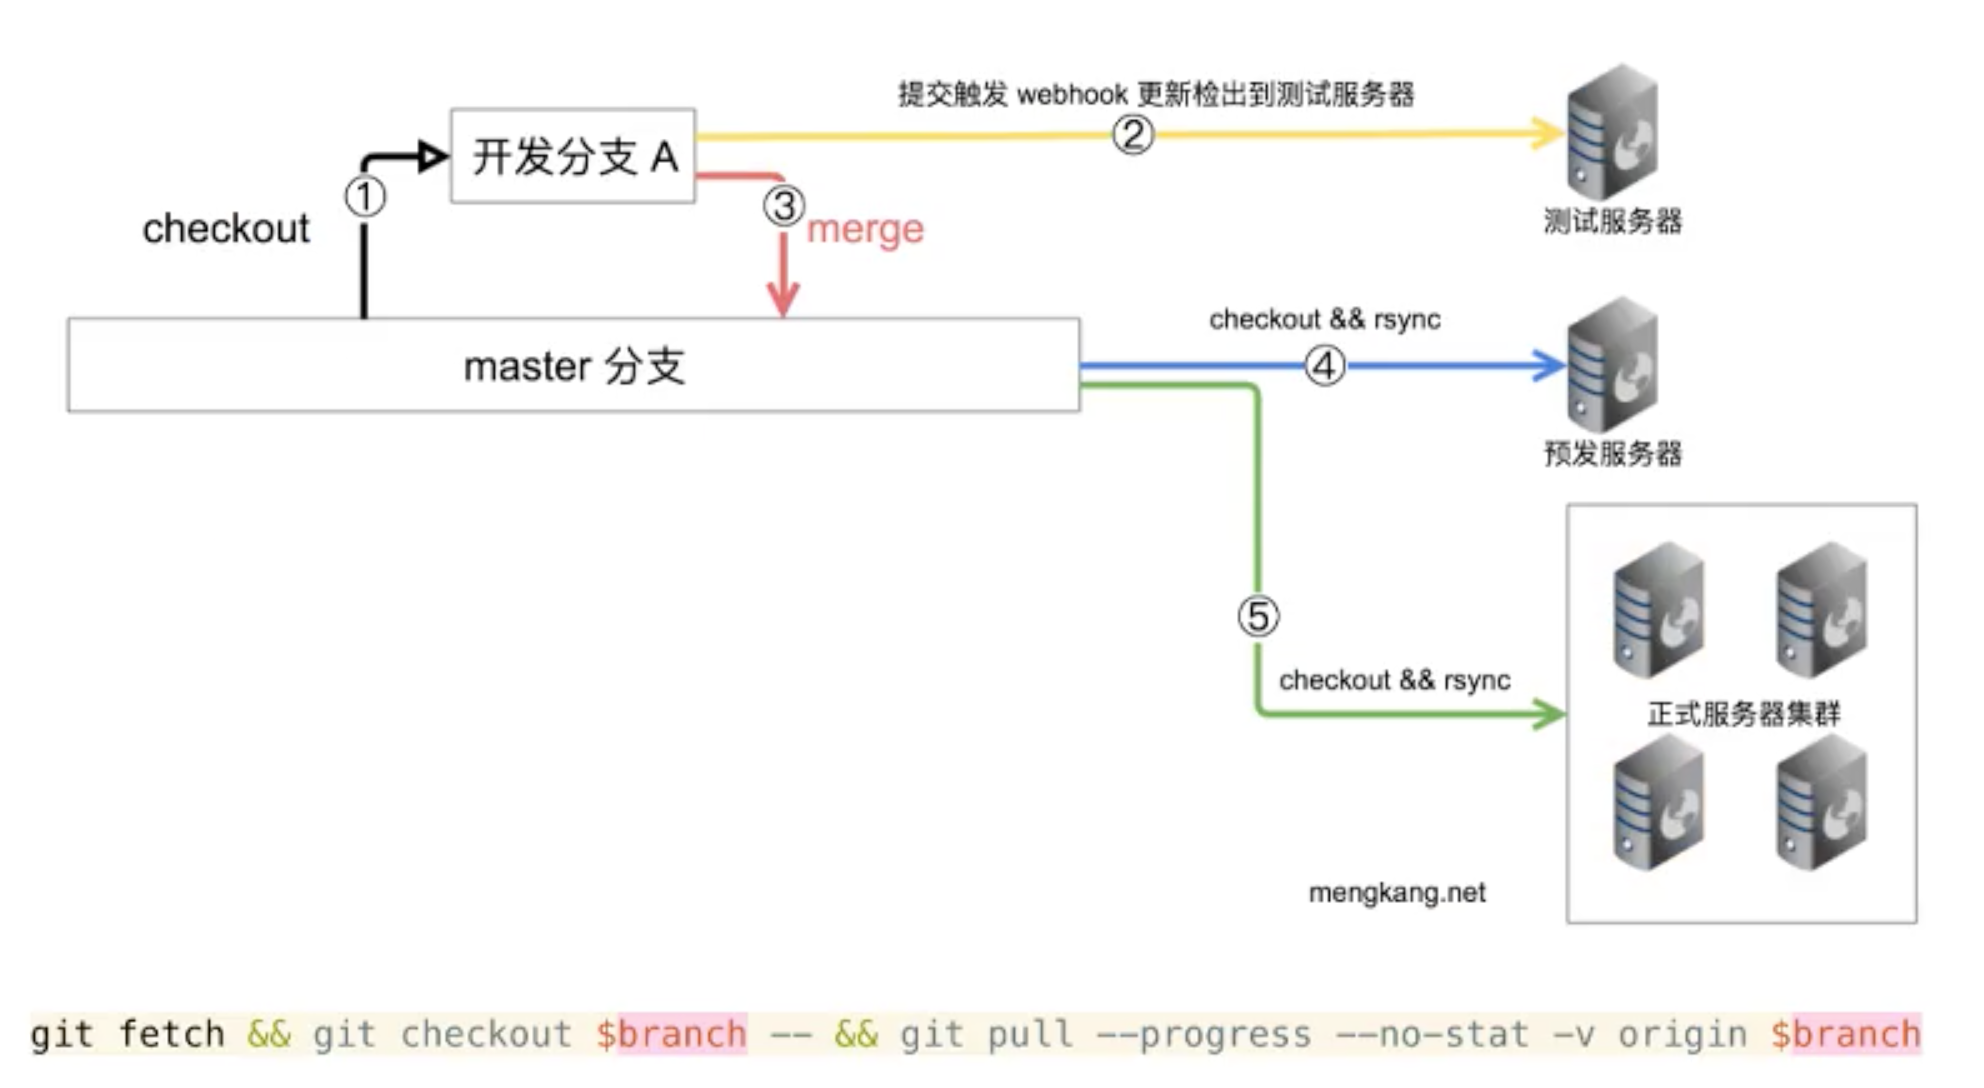 提交触发 webhook 更新检出到测试服务器
②
开发分支 A
①
③
checkout
merge
测试服务器
checkout && rsync
master 分支
④
预发服务器
⑤
checkout && rsync
正式服务器集群
mengkang.net
git fetch && git checkout $branch -- && git pull --progress --no-stat -v origin $branch